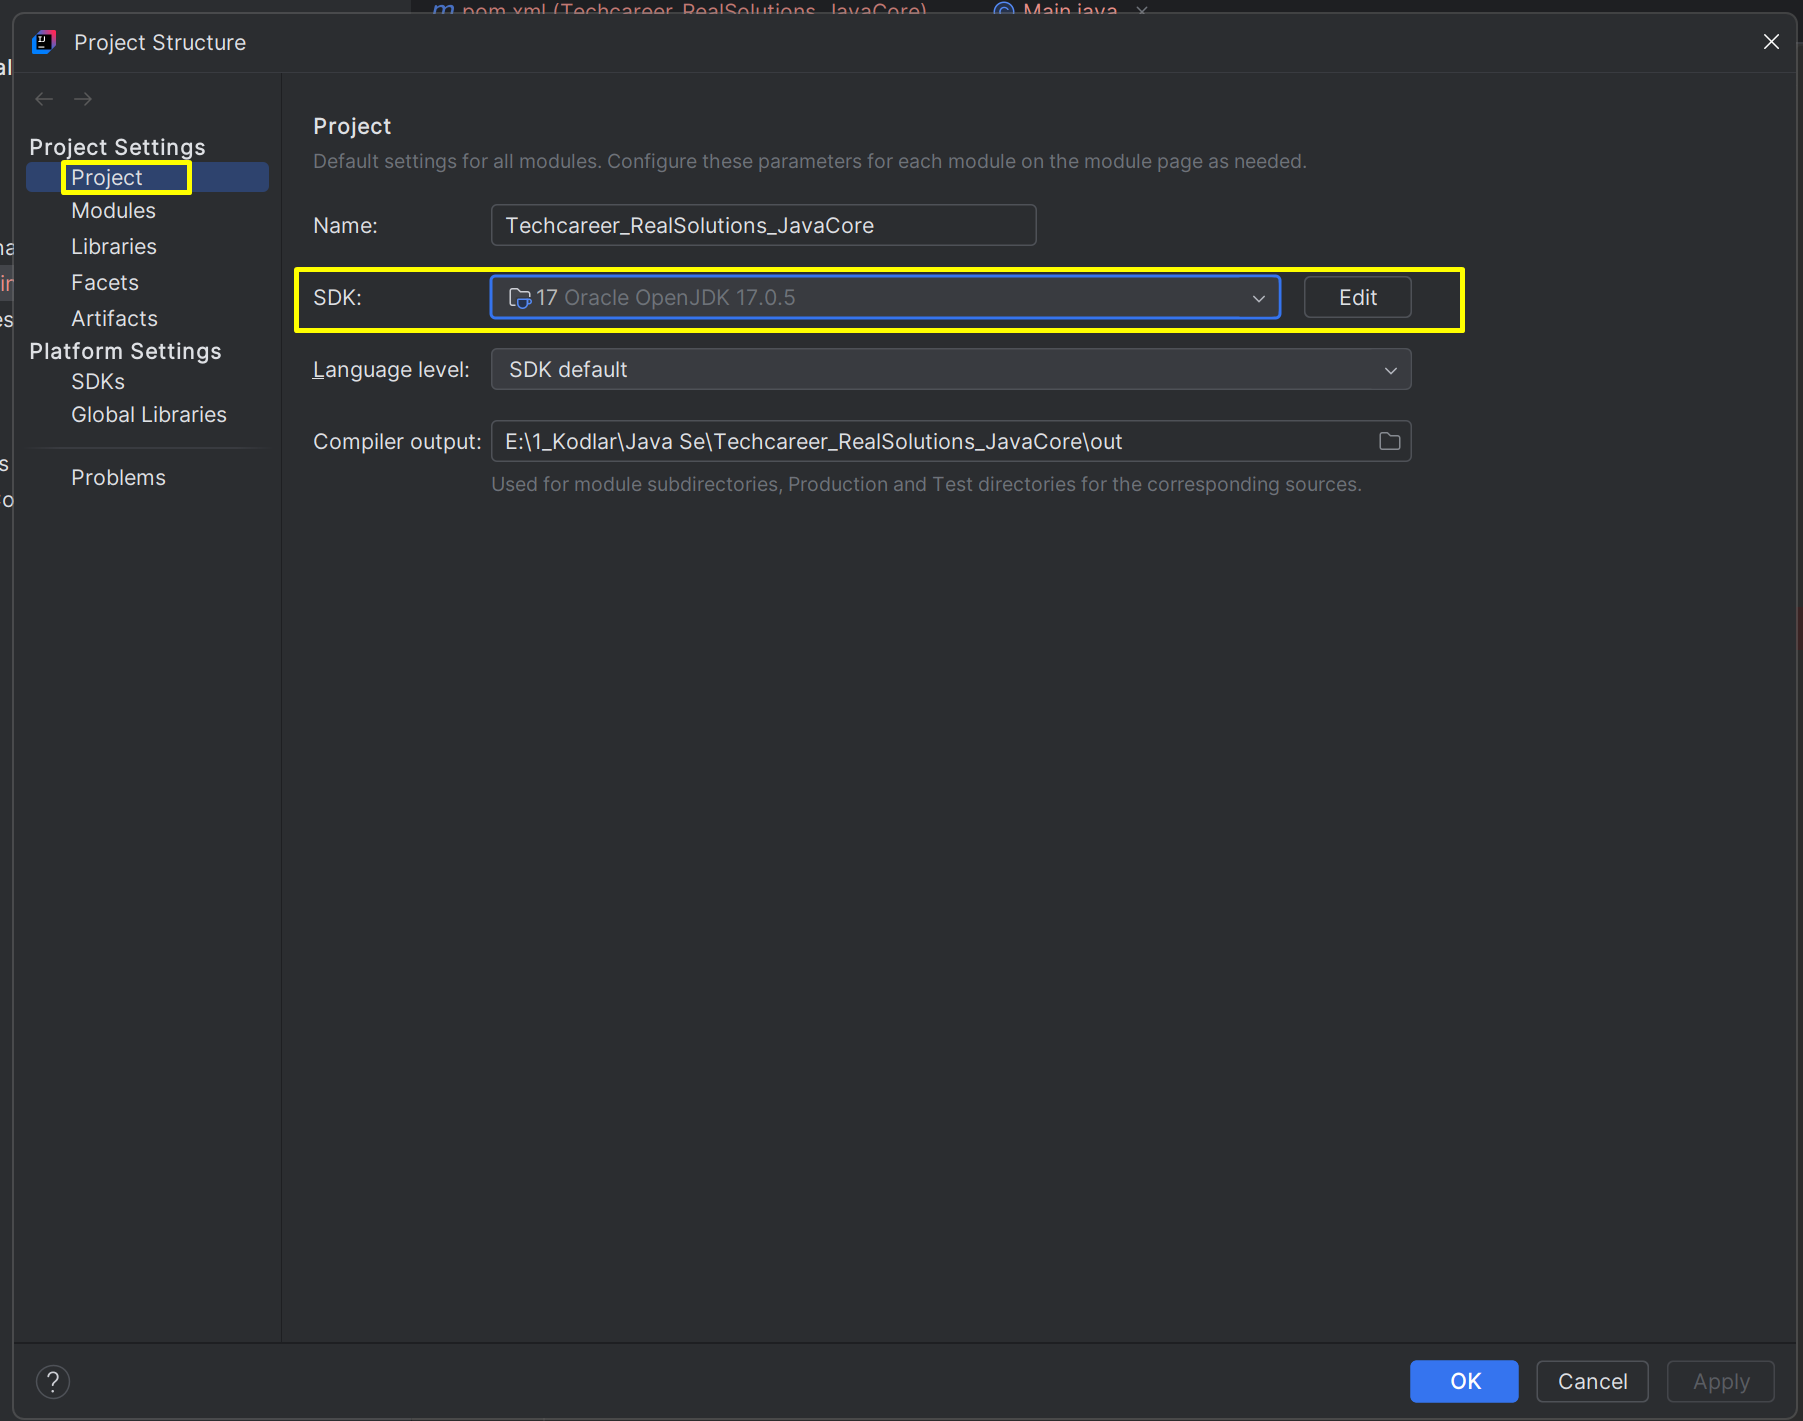 pom.xml (Techcareer_RealSolutions_JavaCore)
Main.java
Project Structure
Project Settings
Project
Modules
Libraries
Facets
Artifacts
Platform Settings
SDKs
Global Libraries
Problems
Project
Default settings for all modules. Configure these parameters for each module on the module page as needed.
Name: Techcareer_RealSolutions_JavaCore
SDK: 17 Oracle OpenJDK 17.0.5 Edit
Language level: SDK default
Compiler output: E:\1_Kodlar\Java Se\Techcareer_RealSolutions_JavaCore\out
Used for module subdirectories, Production and Test directories for the corresponding sources.
? OK Cancel Apply